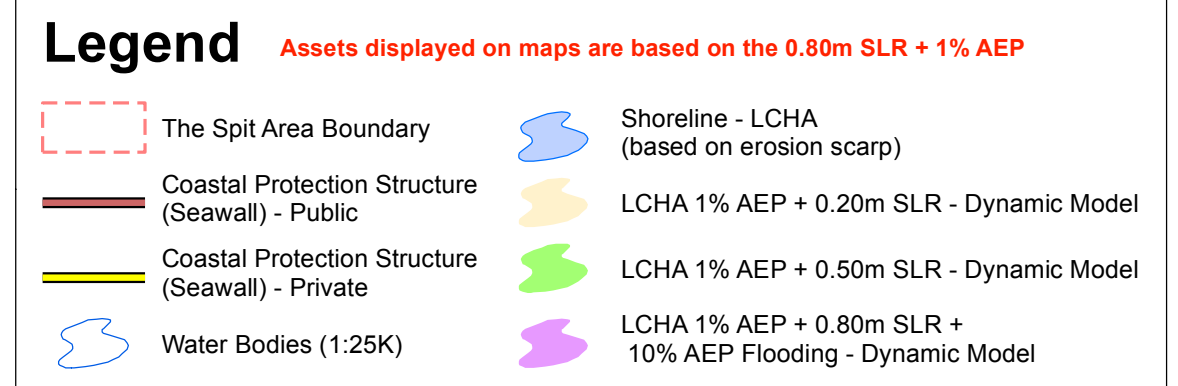 Legend
Assets displayed on maps are based on the 0.80m SLR + 1% AEP
The Spit Area Boundary
Coastal Protection Structure
(Seawall) - Public
Coastal Protection Structure
(Seawall) - Private
Water Bodies (1:25K)
Shoreline - LCHA
(based on erosion scarp)
LCHA 1% AEP + 0.20m SLR - Dynamic Model
LCHA 1% AEP + 0.50m SLR - Dynamic Model
LCHA 1% AEP + 0.80m SLR +
10% AEP Flooding - Dynamic Model